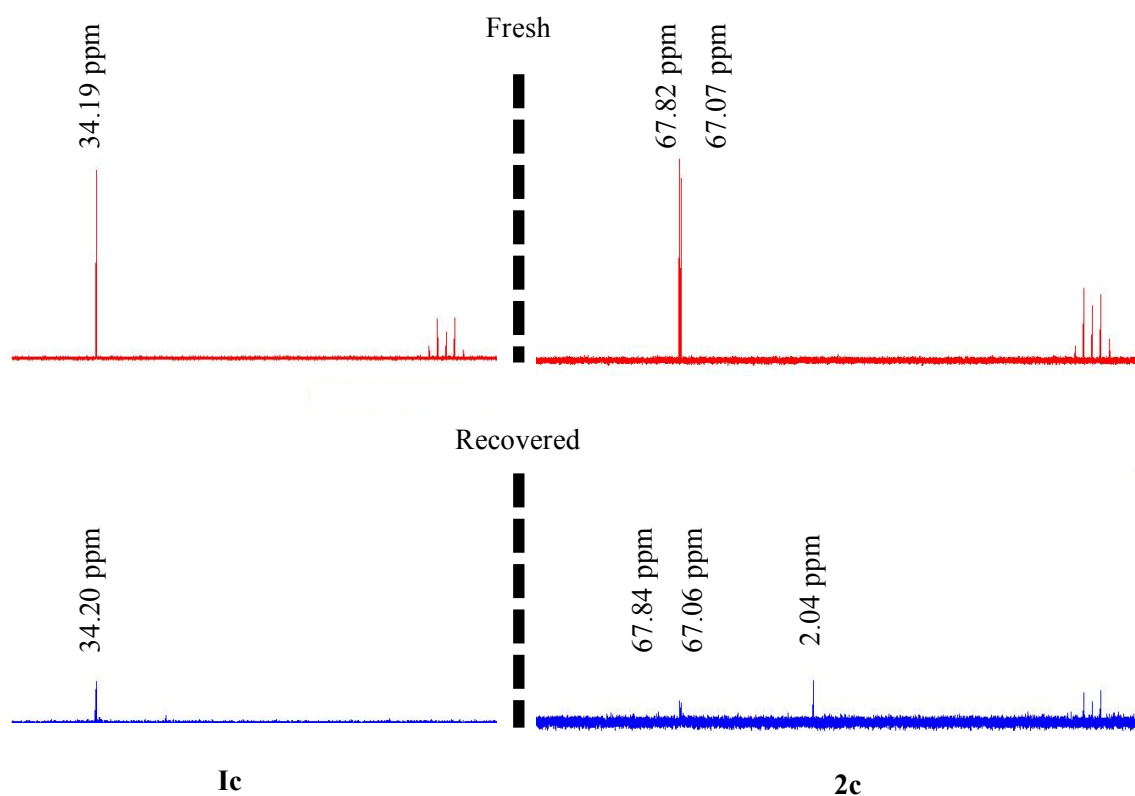 Fresh
34.19 ppm
67.82 ppm
67.07 ppm
Recovered
34.20 ppm
67.84 ppm
67.06 ppm
2.04 ppm
Ic
2c